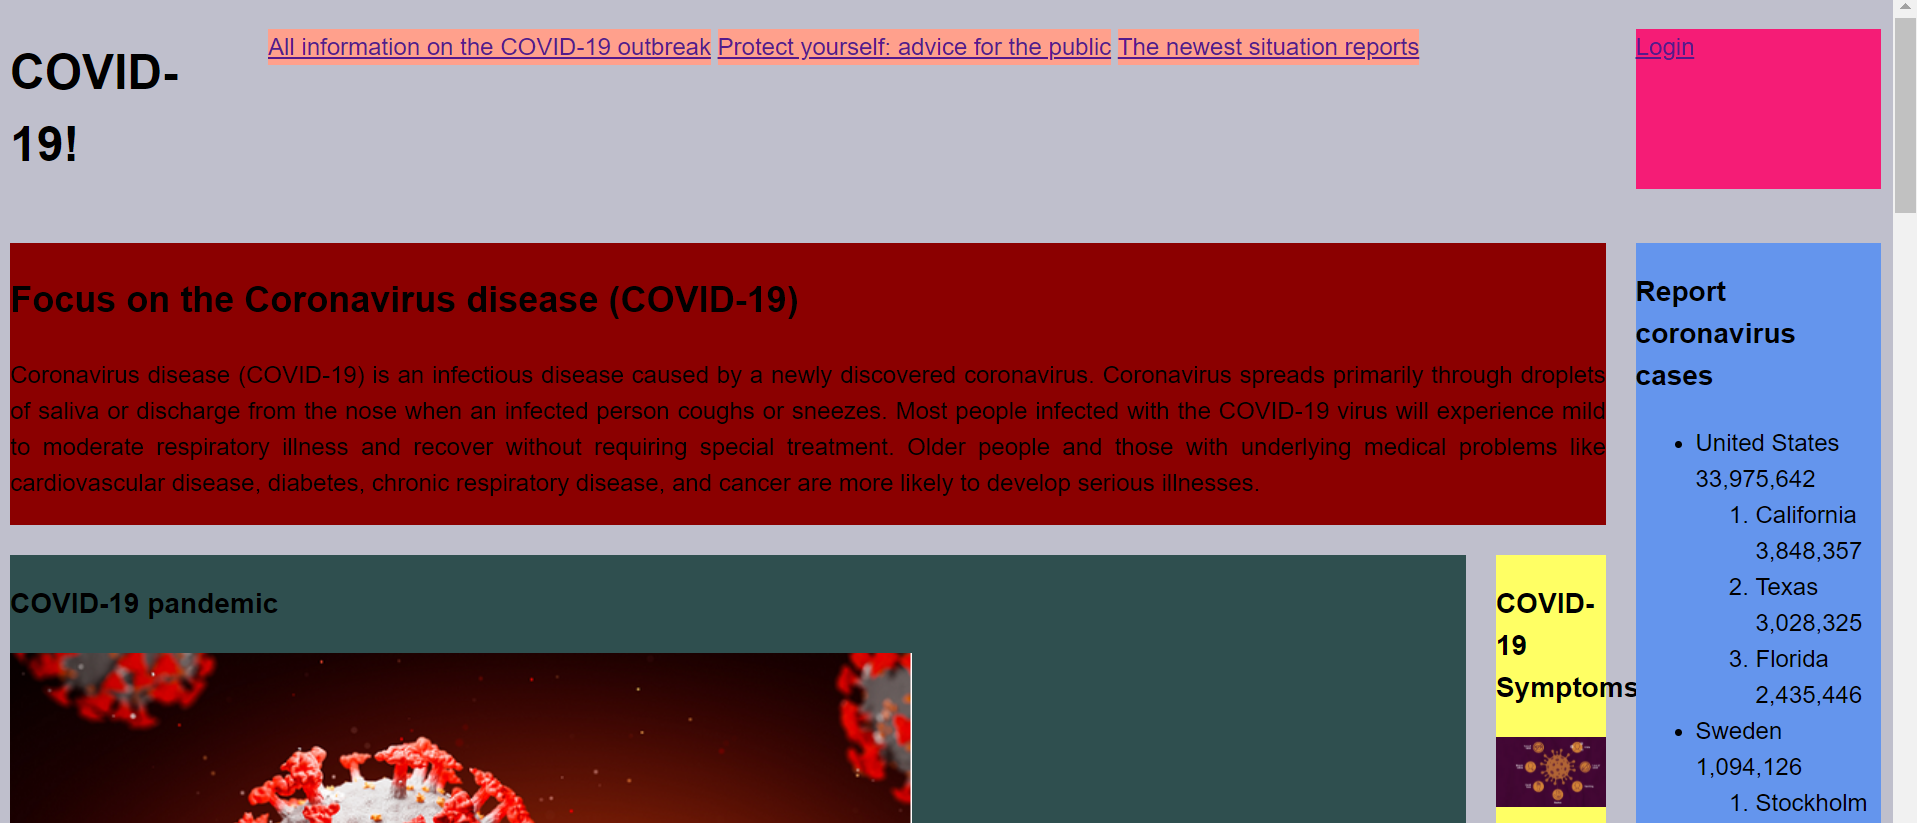 COVID-
19!
All information on the COVID-19 outbreak Protect yourself: advice for the public The newest situation reports
Login
Focus on the Coronavirus disease (COVID-19)
Coronavirus disease (COVID-19) is an infectious disease caused by a newly discovered coronavirus. Coronavirus spreads primarily through droplets
of saliva or discharge from the nose when an infected person coughs or sneezes. Most people infected with the COVID-19 virus will experience mild
to moderate respiratory illness and recover without requiring special treatment. Older people and those with underlying medical problems like
cardiovascular disease, diabetes, chronic respiratory disease, and cancer are more likely to develop serious illnesses.
COVID-19 pandemic
COVID-
19
Symptoms
Report
coronavirus
cases
• United States
33,975,642
1. California
3,848,357
2. Texas
3,028,325
3. Florida
2,435,446
• Sweden
1,094,126
1. Stockholm